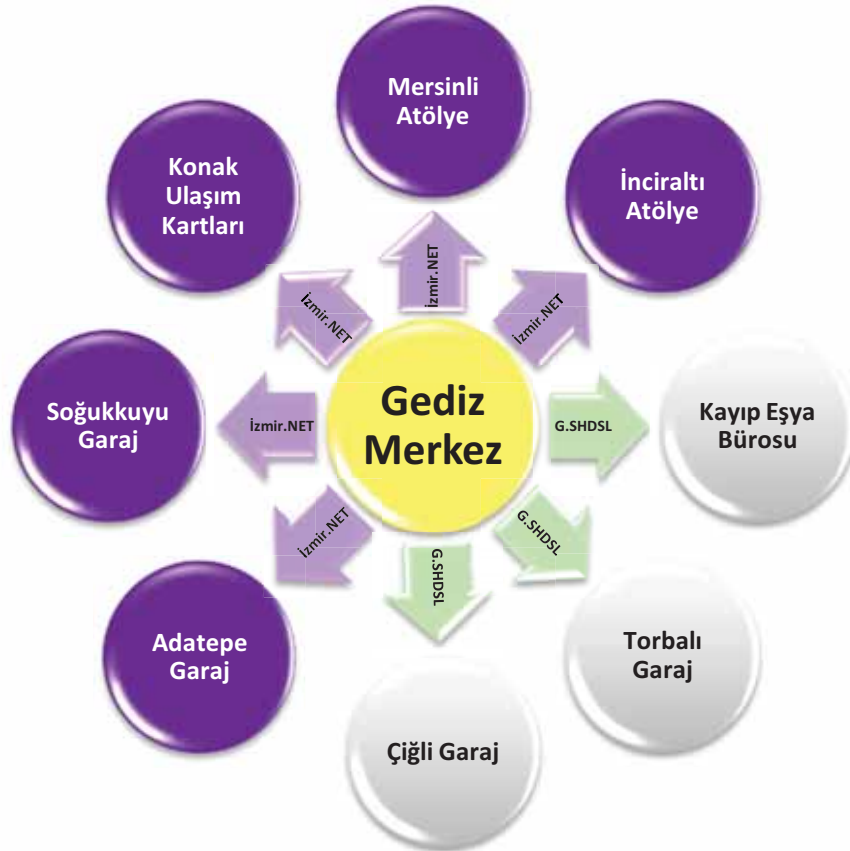 Mersinli
Atölye
İnciraltı
Atölye
Konak
Ulaşım
Kartları
İzmir.NET
İzmir.NET
İzmir.NET
Soğukkuyu
Garaj
İzmir.NET
Gediz
Merkez
G.SHDSL
Kayıp Eşya
Bürosu
İzmir.NET
G.SHDSL
G.SHDSL
Adatepe
Garaj
Torbalı
Garaj
Çiğli Garaj